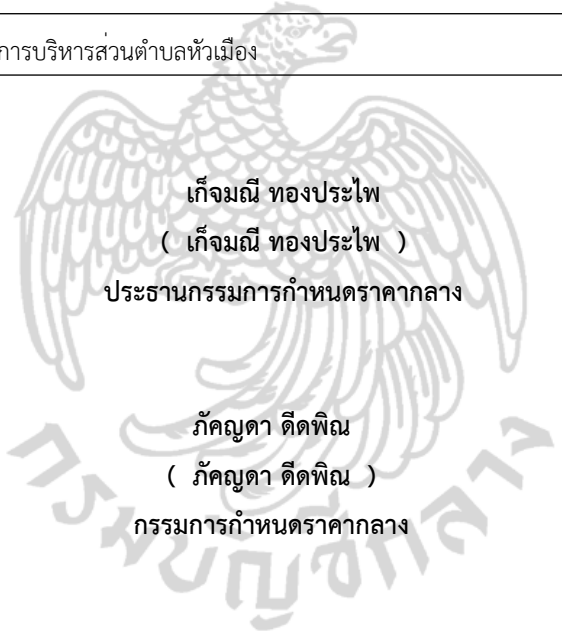 การบริหารส่วนตำบลหัวเมือง
เก็จมณี ทองประไพ
( เก็จมณี ทองประไพ )
ประธานกรรมการกำหนดราคากลาง
ภัคญดา ดีดพิณ
( ภัคญดา ดีดพิณ )
กรรมการกำหนดราคากลาง
กรมบัญชีกลาง